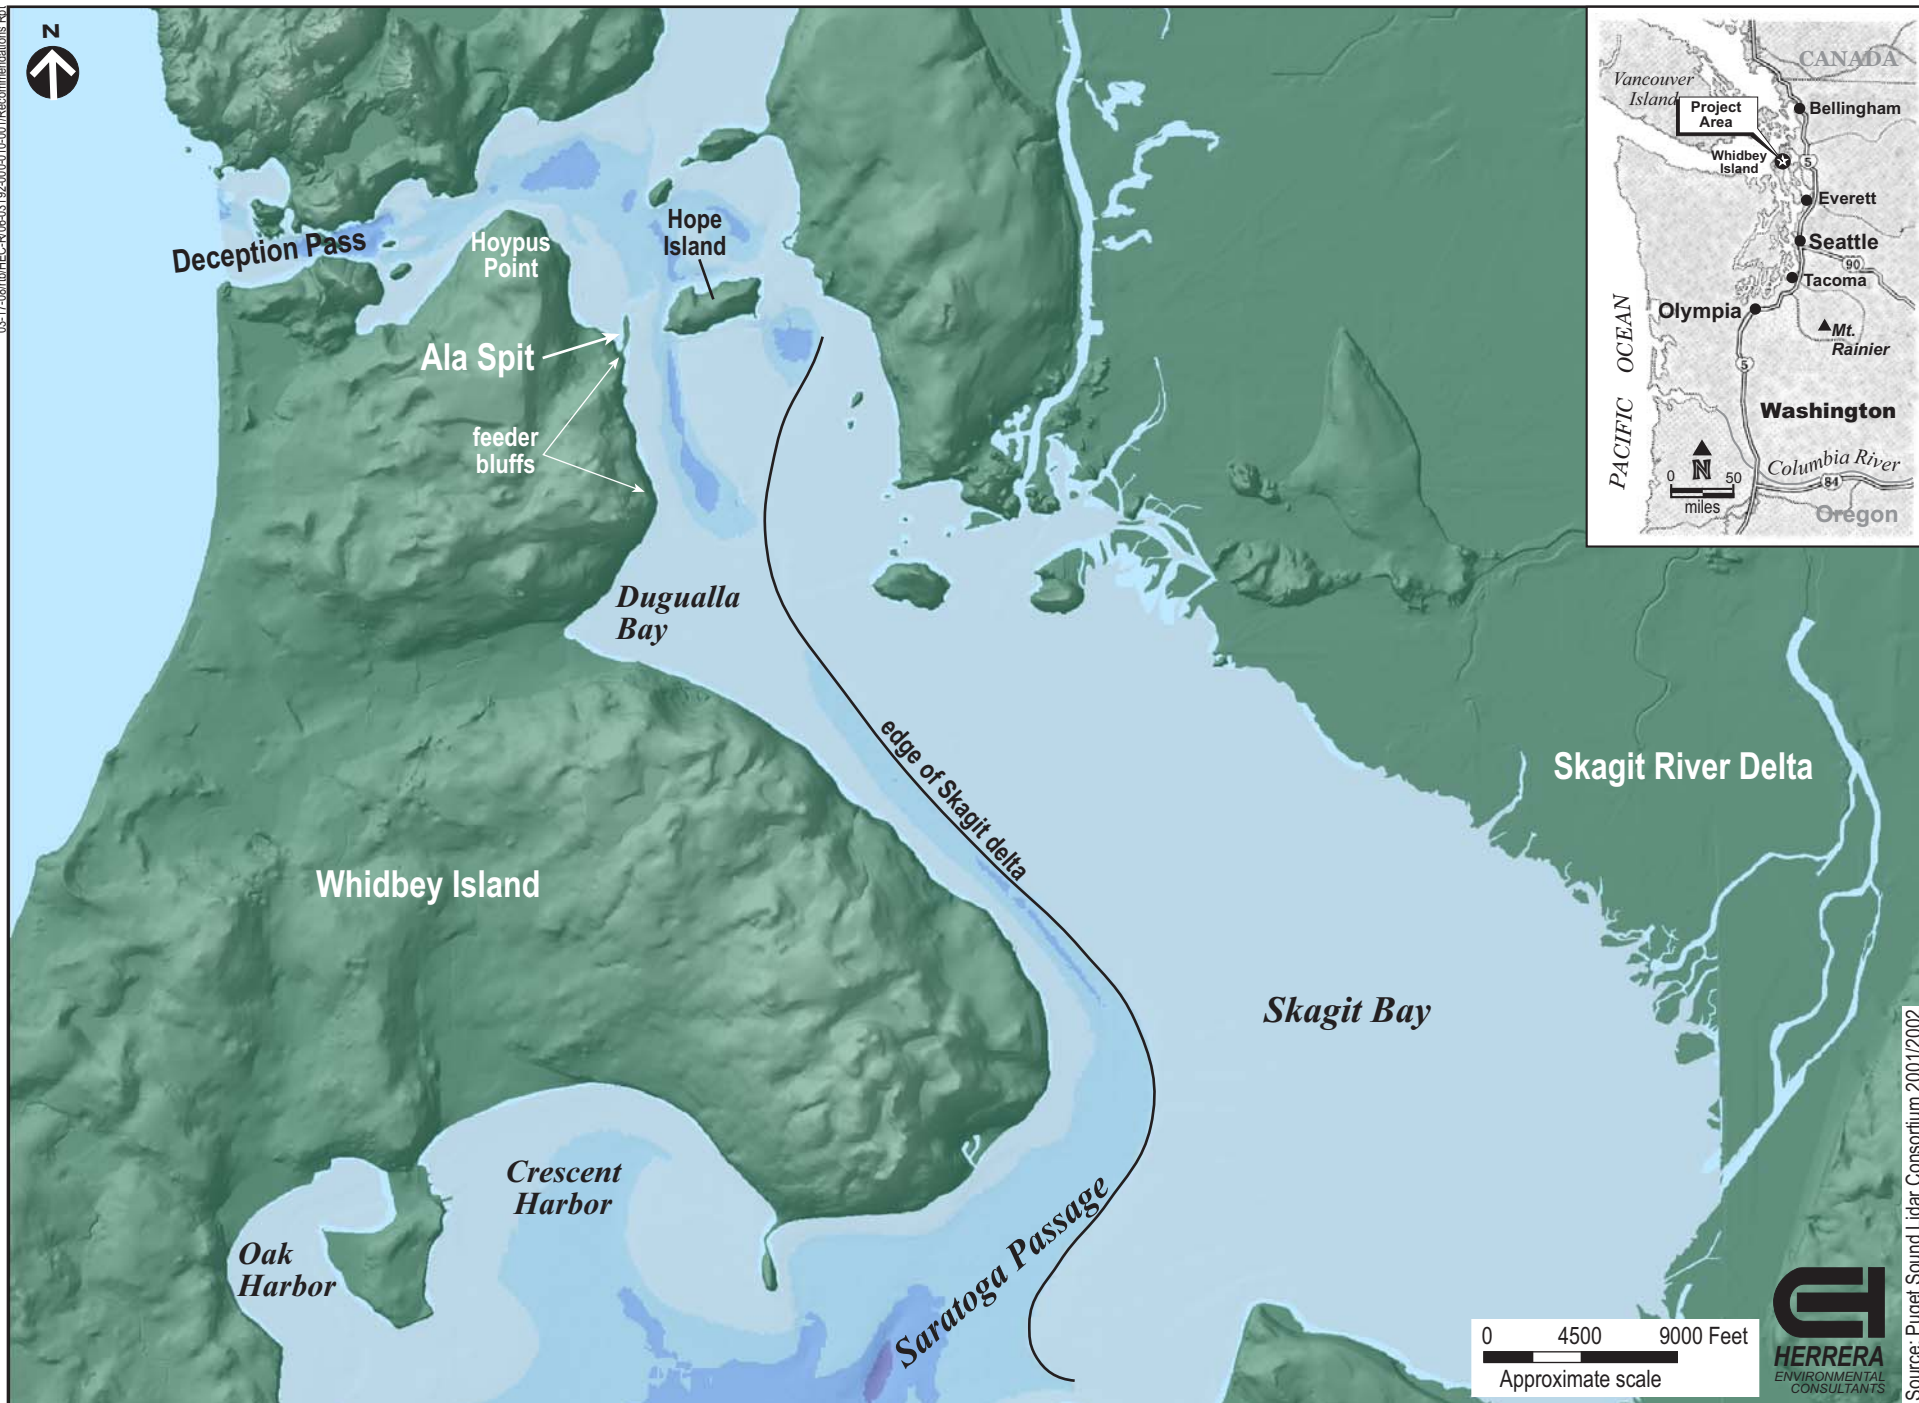 N
Deception Pass
Hoypus
Point
Hope
Island
Ala Spit
feeder
bluffs
Dugualla
Bay
edge of Skagit delta
Skagit River Delta
Whidbey Island
Skagit Bay
Crescent
Harbor
Oak
Harbor
Saratoga Passage
CANADA
Vancouver
Island
Project
Area
Bellingham
Whidbey
Island
5
Everett
Seattle
90
Tacoma
Olympia
Mt.
Rainier
PACIFIC OCEAN
5
Washington
N
0 50
miles
Columbia River
84
Oregon
0 4500 9000 Feet
Approximate scale
HERRERA
ENVIRONMENTAL
CONSULTANTS
Source: Puget Sound Lidar Consortium 2001/2002